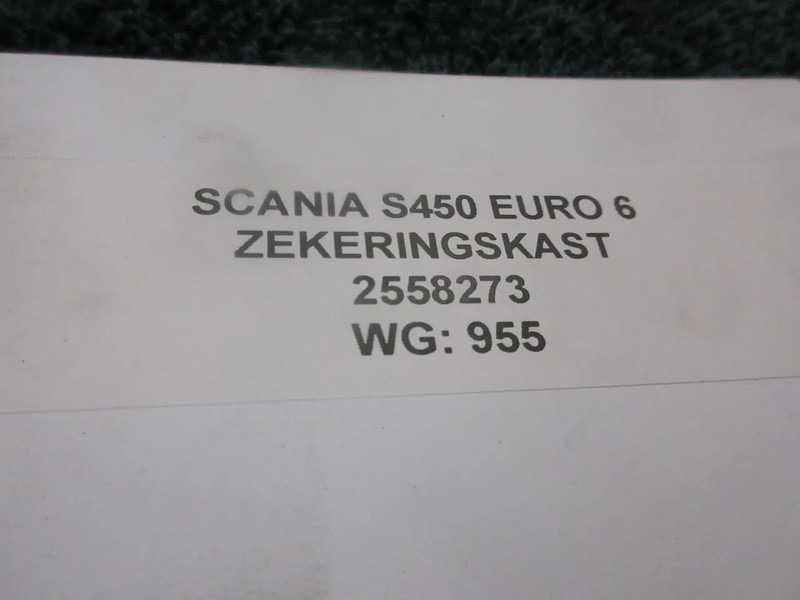 SCANIA S450 EURO 6
ZEKERINGSKAST
2558273
WG: 955